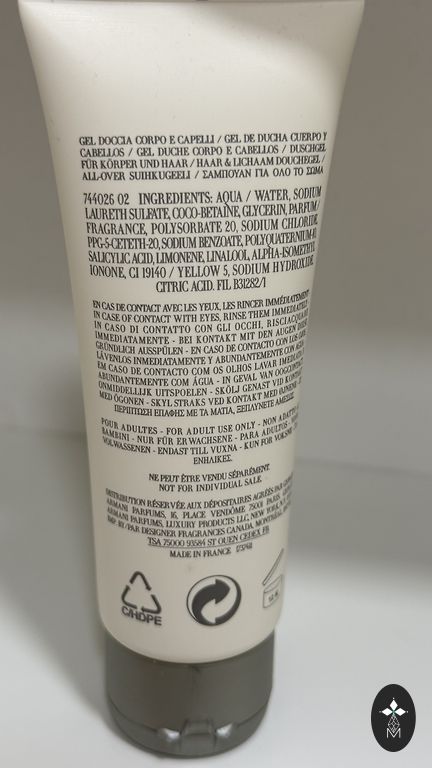 GEL DOCCIA CORPO E CAPELLI / GEL DE DUCHA CUERPO Y
CABELLOS / GEL DUCHE CORPO E CABELLOS / DUSCHGEL
FÜR KÖRPER UND HAAR / HAAR & LICHAAM DOUCHEGEL /
ALL-OVER SUIHKUGEELI / ΣΑΜΠΟΥΑΝ ΓΙΑ ΟΛΟ ΤΟ ΣΩΜΑ
744026 02 INGREDIENTS: AQUA / WATER, SODIUM
LAURETH SULFATE, COCO-BETAINE, GLYCERIN, PARFUM /
FRAGRANCE, POLYSORBATE 20, SODIUM CHLORIDE,
PPG-5-CETETH-20, SODIUM BENZOATE, POLYQUATERNIUM-10,
SALICYLIC ACID, LIMONENE, LINALOOL, ALPHA-ISOMETHYL
IONONE, CI 19140 / YELLOW 5, SODIUM HYDROXIDE,
CITRIC ACID. FIL B31282/1
EN CAS DE CONTACT AVEC LES YEUX, LES RINCER IMMÉDIATEMENT
IN CASE OF CONTACT WITH EYES, RINSE THEM IMMEDIATELY -
IN CASO DI CONTATTO CON GLI OCCHI, RISCIACQUARE
IMMEDIATAMENTE - BEI KONTAKT MIT DEN AUGEN DIESE
GRÜNDLICH AUSSPÜLEN - EN CASO DE CONTACTO CON LOS
LÁVENLOS INMEDIATAMENTE Y ABUNDANTEMENTE CON
EM CASO DE CONTACTO COM OS OLHOS LAVAR
ABUNDANTEMENTE COM ÁGUA - IN GEVAL VAN OOGCONTACT
ONMIDDELLIJK UITSPOELEN - SKÖLJ GENAST VID
MED ÖGONEN - SKYL STRAKS VED KONTAKT MED
ΠΕΡΙΠΤΩΣΗ ΕΠΑΦΗΣ ΜΕ ΤΑ ΜΑΤΙΑ, ΞΕΠΛΥΝΕΤΕ ΑΜΕΣΩΣ
POUR ADULTES - FOR ADULT USE ONLY - NON ADATTO
BAMBINI - NUR FÜR ERWACHSENE - PARA ADULTOS -
VOLWASSENEN - ENDAST TILL VUXNA - KUN FOR VOKSNE
ΕΝΗΛΙΚΕΣ.
NE PEUT ÊTRE VENDU SÉPARÉMENT
NOT FOR INDIVIDUAL SALE
DISTRIBUTION RÉSERVÉE AUX DÉPOSITAIRES AGRÉÉS PAR
ARMANI PARFUMS, 16, PLACE VENDÔME 75001 PARIS,
ARMANI PARFUMS, LUXURY PRODUCTS LLC, NEW YORK,
IMP. BY/PAR DESIGNER FRAGRANCES CANADA, MONTRÉAL,
TSA 75000 93584 ST OUEN CEDEX FR
MADE IN FRANCE
C/HDPE
M